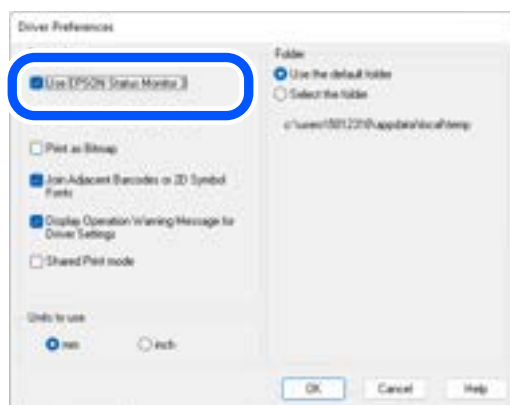 Driver Preferences
Use EPSON Status Monitor 3
Print as Bitmap
Join Adjacent Barcodes or 2D Symbol
Fonts
Display Operation Warning Message for
Driver Settings
Shared Print mode
Units to use
mm
inch
Folder
Use the default folder
Select the folder
OK
Cancel
Help